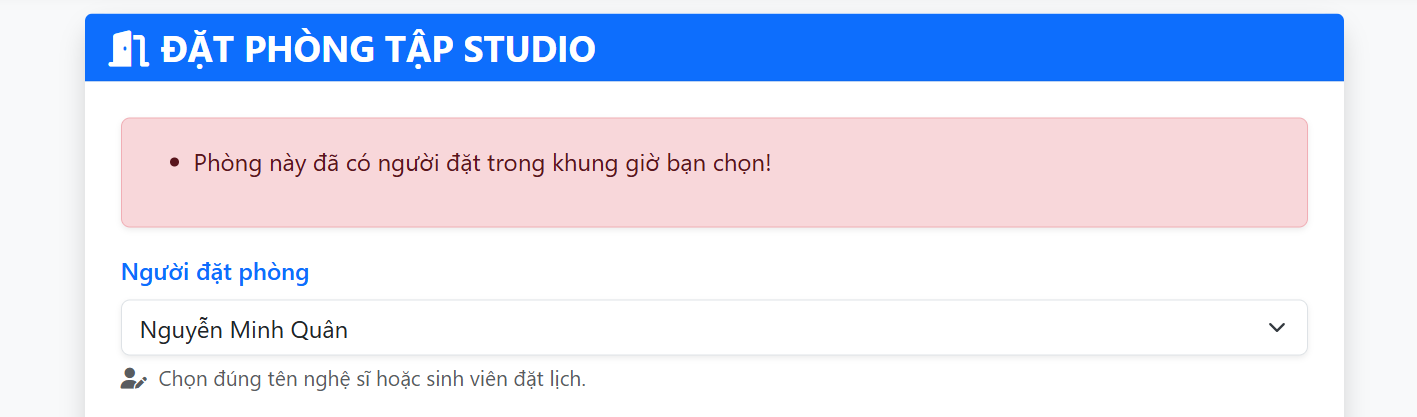 ĐẶT PHÒNG TẬP STUDIO
Phòng này đã có người đặt trong khung giờ bạn chọn!
Người đặt phòng
Nguyễn Minh Quân
Chọn đúng tên nghệ sĩ hoặc sinh viên đặt lịch.